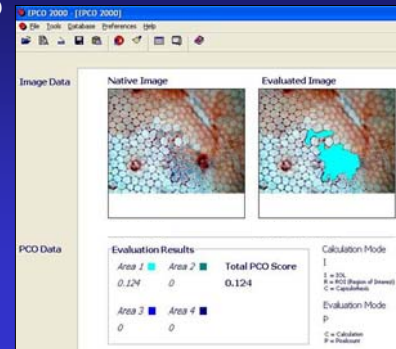 EPCO 2000 - [EPCO 2000]
File Tools Database Preferences Help
Image Data
Native Image
Evaluated Image
PCO Data
Evaluation Results
Area 1
Area 2
Total PCO Score
0.124
0
0.124
Area 3
Area 4
0
0
Calculation Mode
I
I = IOL
R = ROI (Region of Interest)
C = Capsulorhexis
Evaluation Mode
P
C = Calculation
P = Pixelcount